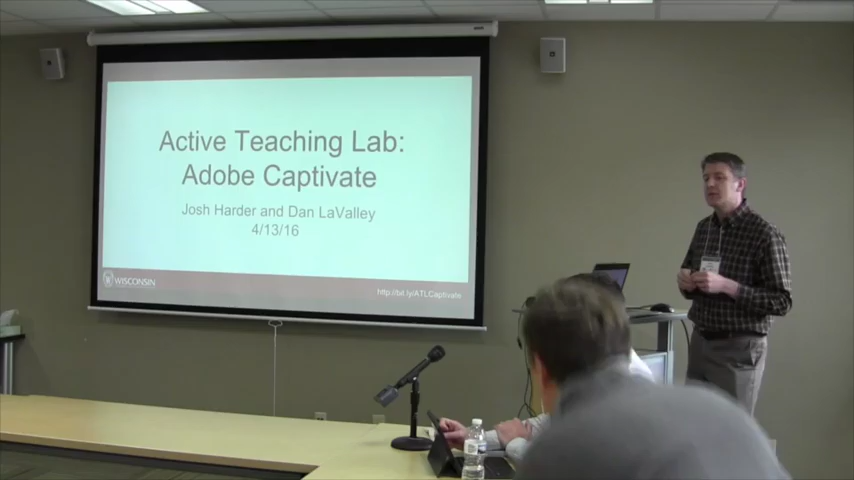 Active Teaching Lab:
Adobe Captivate
Josh Harder and Dan LaValley
4/13/16
WISCONSIN
http://bit.ly/ATLCaptivate